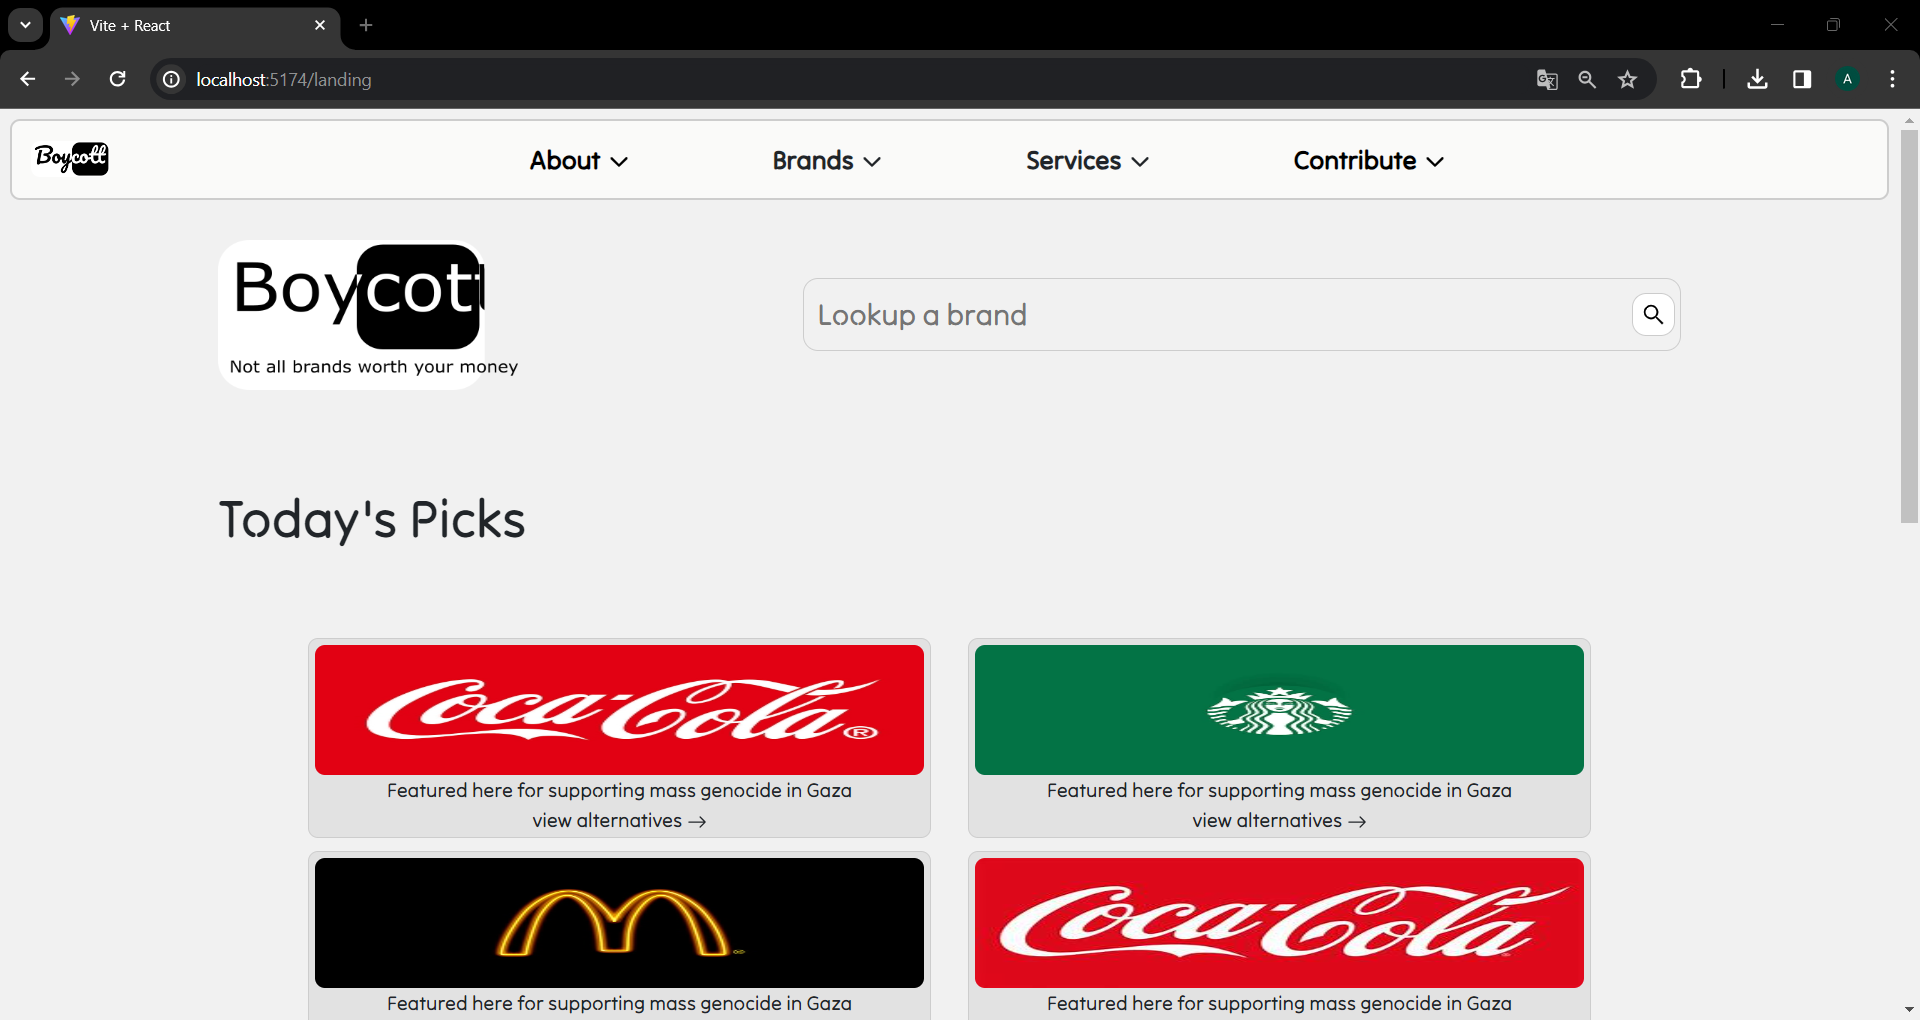 Vite + React
localhost:5174/landing
A
Boycott
About
Brands
Services
Contribute
Boycot
Not all brands worth your money
Lookup a brand
Today's Picks
Coca-Cola®
Featured here for supporting mass genocide in Gaza
view alternatives →
Featured here for supporting mass genocide in Gaza
view alternatives →
Featured here for supporting mass genocide in Gaza
Coca-Cola
Featured here for supporting mass genocide in Gaza